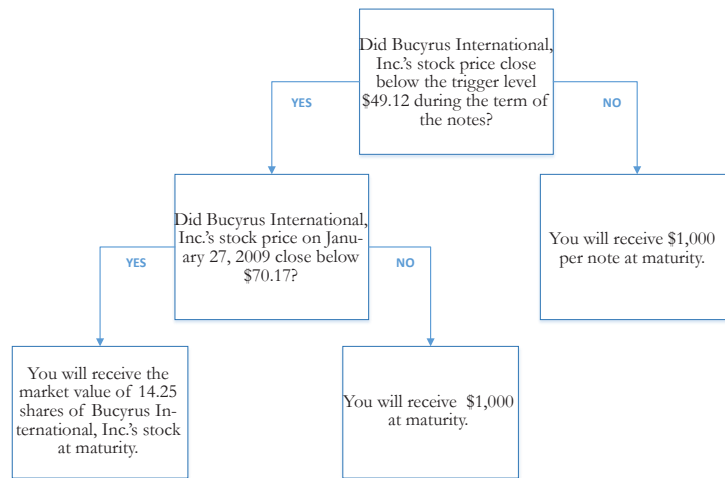 Did Bucyrus International,
Inc.'s stock price close
below the trigger level
$49.12 during the term of
the notes?
YES
NO
Did Bucyrus International,
Inc.'s stock price on Janu-
ary 27, 2009 close below
$70.17?
You will receive $1,000
per note at maturity.
YES
NO
You will receive the
market value of 14.25
shares of Bucyrus In-
ternational, Inc.'s stock
at maturity.
You will receive $1,000
at maturity.